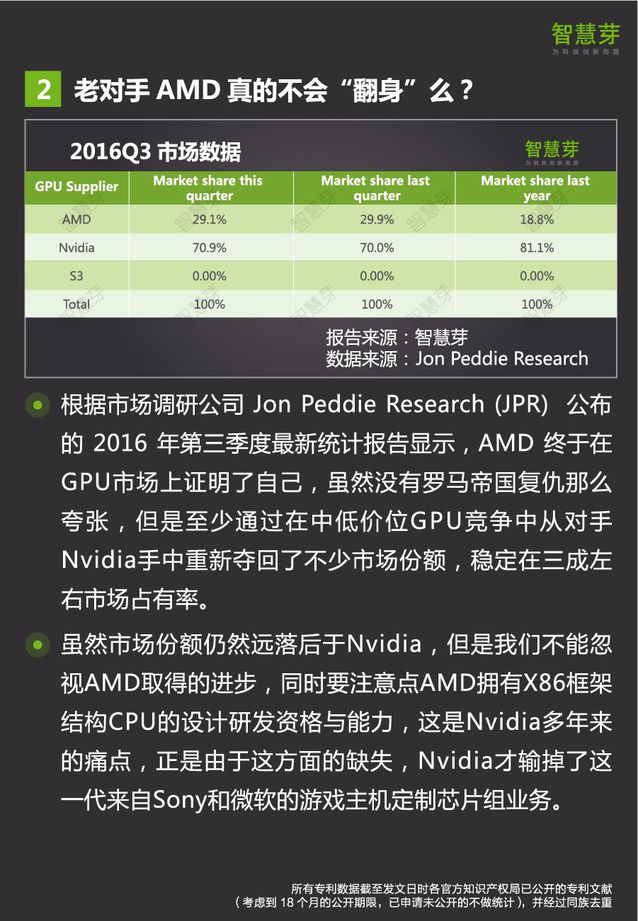 智慧芽
为科技创新指路
2 老对手 AMD 真的不会“翻身”么？
2016Q3 市场数据
智慧芽
为科技创新指路
GPU Supplier Market share this quarter Market share last quarter Market share last year
AMD 29.1% 29.9% 18.8%
Nvidia 70.9% 70.0% 81.1%
S3 0.00% 0.00% 0.00%
Total 100% 100% 100%
报告来源：智慧芽
数据来源：Jon Peddie Research
根据市场调研公司 Jon Peddie Research (JPR) 公布
的 2016 年第三季度最新统计报告显示，AMD 终于在
GPU市场上证明了自己，虽然没有罗马帝国复仇那么
夸张，但是至少通过在中低价位GPU竞争中从对手
Nvidia手中重新夺回了不少市场份额，稳定在三成左
右市场占有率。
虽然市场份额仍然远落后于Nvidia，但是我们不能忽
视AMD取得的进步，同时要注意点AMD拥有X86框架
结构CPU的设计研发资格与能力，这是Nvidia多年来
的痛点，正是由于这方面的缺失，Nvidia才输掉了这
一代来自Sony和微软的游戏主机定制芯片组业务。
所有专利数据截至发文日时各官方知识产权局已公开的专利文献
（考虑到 18 个月的公开期限，已申请未公开的不做统计），并经过同族去重